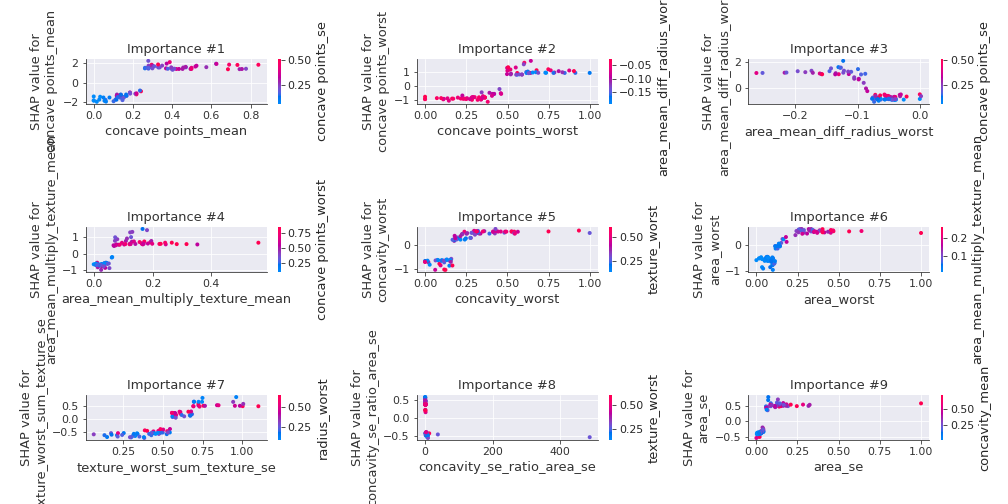 Importance #1
SHAP value for
concave points_mean
2
0
−2
0.0
0.2
0.4
0.6
0.8
concave points_mean
0.50
0.25
concave points_se
Importance #2
SHAP value for
concave points_worst
1
0
−1
0.00
0.25
0.50
0.75
1.00
concave points_worst
−0.05
−0.10
−0.15
area_mean_diff_radius_worst
Importance #3
SHAP value for
area_mean_diff_radius_worst
2
0
−0.2
−0.1
0.0
area_mean_diff_radius_worst
0.50
0.25
concave points_se
Importance #4
SHAP value for
area_mean_multiply_texture_mean
1
0
−1
0.0
0.2
0.4
area_mean_multiply_texture_mean
0.75
0.50
0.25
concave points_worst
Importance #5
SHAP value for
concavity_worst
0
−1
0.00
0.25
0.50
0.75
1.00
concavity_worst
0.50
0.25
texture_worst
Importance #6
SHAP value for
area_worst
0
−1
0.00
0.25
0.50
0.75
1.00
area_worst
0.2
0.1
area_mean_multiply_texture_mean
Importance #7
SHAP value for
texture_worst_sum_texture_se
0.5
0.0
−0.5
0.25
0.50
0.75
1.00
texture_worst_sum_texture_se
0.50
0.25
radius_worst
Importance #8
SHAP value for
concavity_se_ratio_area_se
0.5
0.0
−0.5
0
200
400
concavity_se_ratio_area_se
0.50
0.25
texture_worst
Importance #9
SHAP value for
area_se
0.5
0.0
−0.5
0.00
0.25
0.50
0.75
1.00
area_se
0.50
0.25
concavity_mean